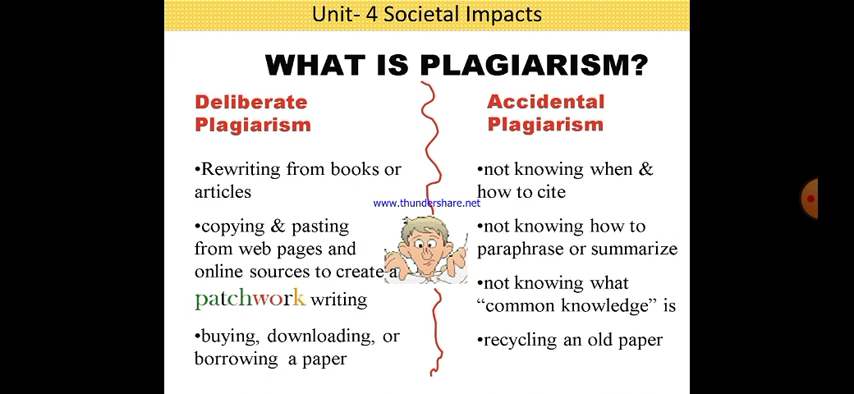 Unit- 4 Societal Impacts
WHAT IS PLAGIARISM?
Deliberate
Plagiarism
•Rewriting from books or
articles
•copying & pasting
from web pages and
online sources to create a
patchwork writing
•buying, downloading, or
borrowing a paper
Accidental
Plagiarism
•not knowing when &
how to cite
•not knowing how to
paraphrase or summarize
•not knowing what
“common knowledge” is
•recycling an old paper
www.thundershare.net